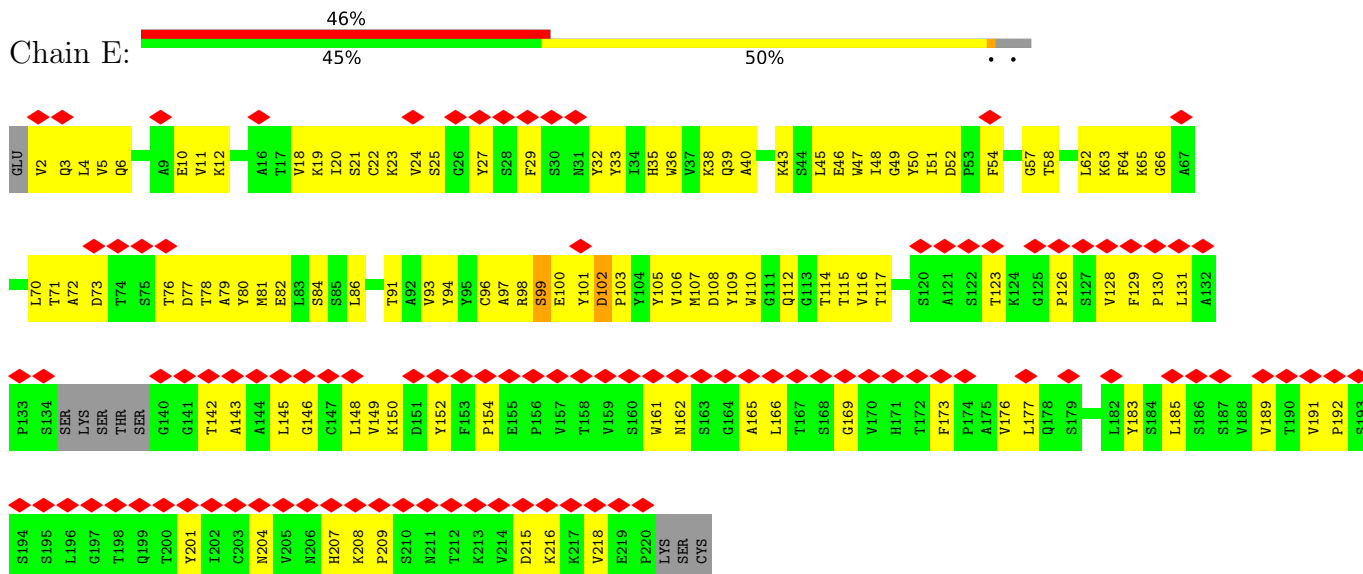 46%
Chain E:
45% 50% • •
GLU V2 Q3 L4 V5 Q6 A9 E10 V11 K12 A16 T17 V18 K19 I20 S21 C22 K23 V24 S25 G26 Y27 S28 F29 S30 N31 Y32 Y33 I34 H35 W36 V37 K38 Q39 A40 K43 S44 L45 E46 W47 I48 G49 Y50 I51 D52 P53 F54 G57 T58 L62 K63 F64 K65 G66 A67
L70 T71 A72 D73 T74 S75 T76 D77 T78 A79 Y80 M81 E82 L83 S84 S85 L86 T91 A92 V93 Y94 Y95 C96 A97 R98 S99 E100 Y101 D102 P103 Y104 Y105 V106 M107 D108 Y109 W110 G111 Q112 G113 T114 T115 V116 T117 S120 A121 S122 T123 K124 G125 P126 S127 V128 F129 P130 L131 A132
P133 S134 SER LYS SER THR SER G140 G141 T142 A143 A144 L145 G146 C147 L148 V149 K150 D151 Y152 F153 P154 E155 P156 V157 T158 V159 S160 W161 N162 S163 G164 A165 L166 T167 S168 G169 V170 H171 T172 F173 P174 A175 V176 L177 Q178 S179 L182 Y183 S184 L185 S186 S187 V188 V189 T190 V191 P192 S193
S194 S195 L196 G197 T198 Q199 T200 Y201 I202 C203 N204 V205 N206 H207 K208 P209 S210 N211 T212 K213 V214 D215 K216 K217 V218 E219 P220 LYS SER CYS